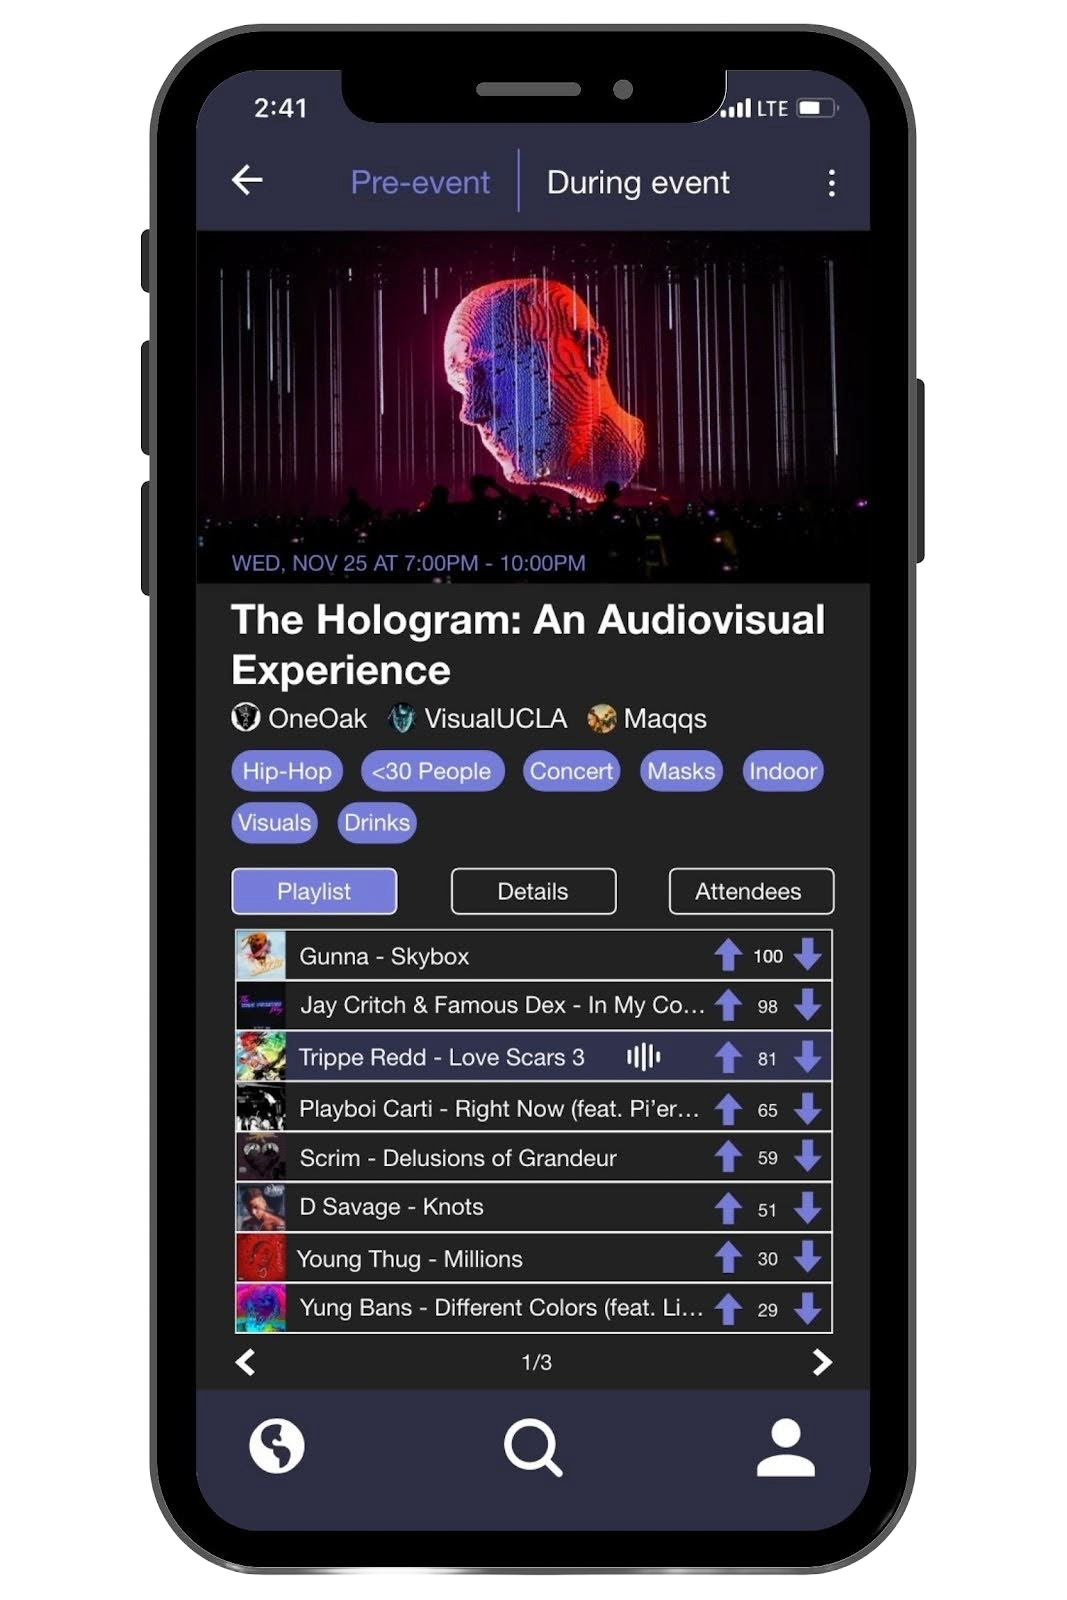 2:41 LTE
Pre-event During event
WED, NOV 25 AT 7:00PM - 10:00PM
The Hologram: An Audiovisual
Experience
OneOak VisualUCLA Maqqs
Hip-Hop <30 People Concert Masks Indoor
Visuals Drinks
Playlist Details Attendees
Gunna - Skybox 100
Jay Critch & Famous Dex - In My Co... 98
Trippe Redd - Love Scars 3 81
Playboi Carti - Right Now (feat. Pi'er... 65
Scrim - Delusions of Grandeur 59
D Savage - Knots 51
Young Thug - Millions 30
Yung Bans - Different Colors (feat. Li... 29
1/3